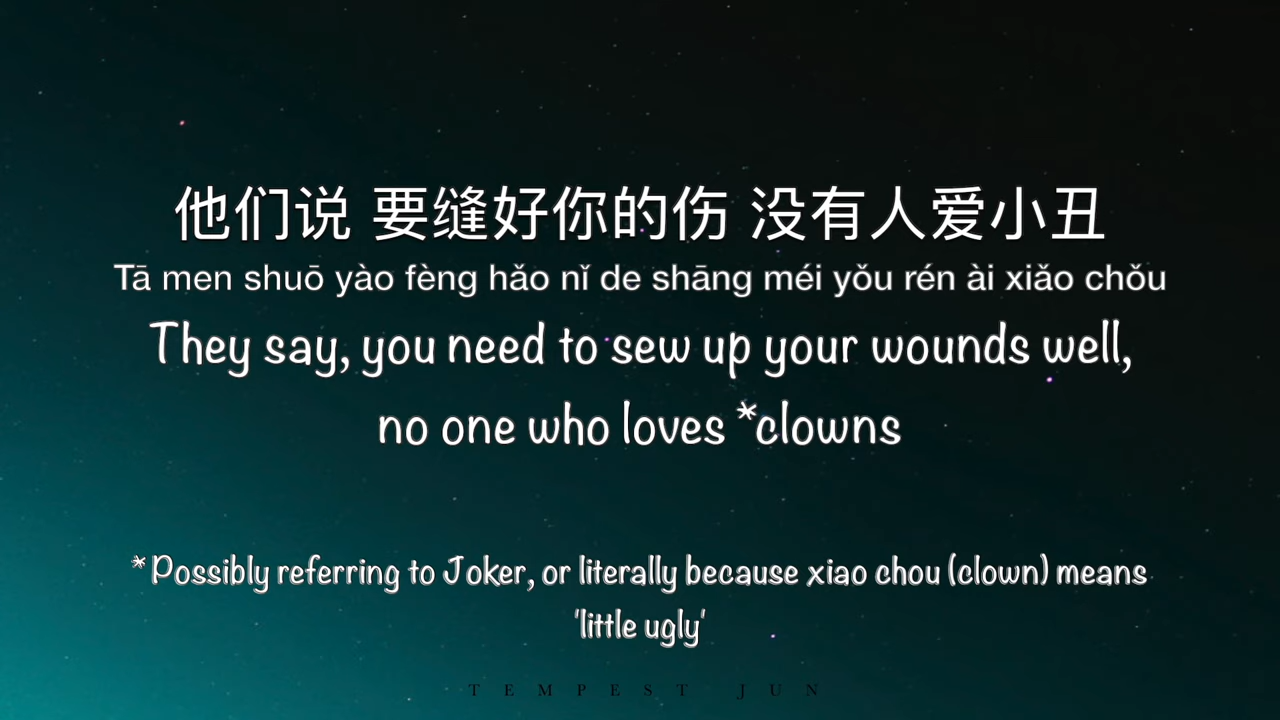 他们说 要缝好你的伤 没有人爱小丑
Tā men shuō yào fèng hǎo nǐ de shāng méi yǒu rén ài xiǎo chǒu
They say, you need to sew up your wounds well,
no one who loves *clowns
*Possibly referring to Joker, or literally because xiao chou (clown) means
'little ugly'
TEMPEST JUN